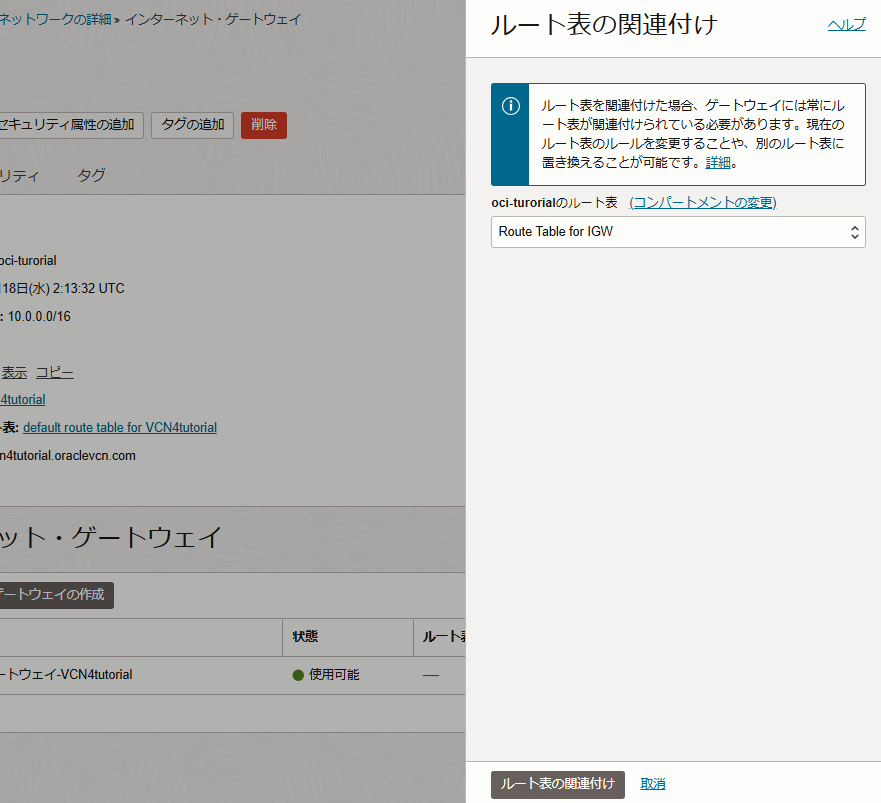 ネットワークの詳細 » インターネット・ゲートウェイ
セキュリティ属性の追加
タグの追加
削除
リティ
タグ
oci-turorial
18日(水) 2:13:32 UTC
: 10.0.0.0/16
表示 コピー
4tutorial
表: default route table for VCN4tutorial
n4tutorial.oraclevcn.com
ット・ゲートウェイ
ゲートウェイの作成
状態
ルート表
ートウェイ-VCN4tutorial
使用可能
—
ルート表の関連付け
ヘルプ
ルート表を関連付けた場合、ゲートウェイには常にル
ート表が関連付けられている必要があります。現在の
ルート表のルールを変更することや、別のルート表に
置き換えることが可能です。詳細。
oci-turorialのルート表 (コンパートメントの変更)
Route Table for IGW
ルート表の関連付け
取消